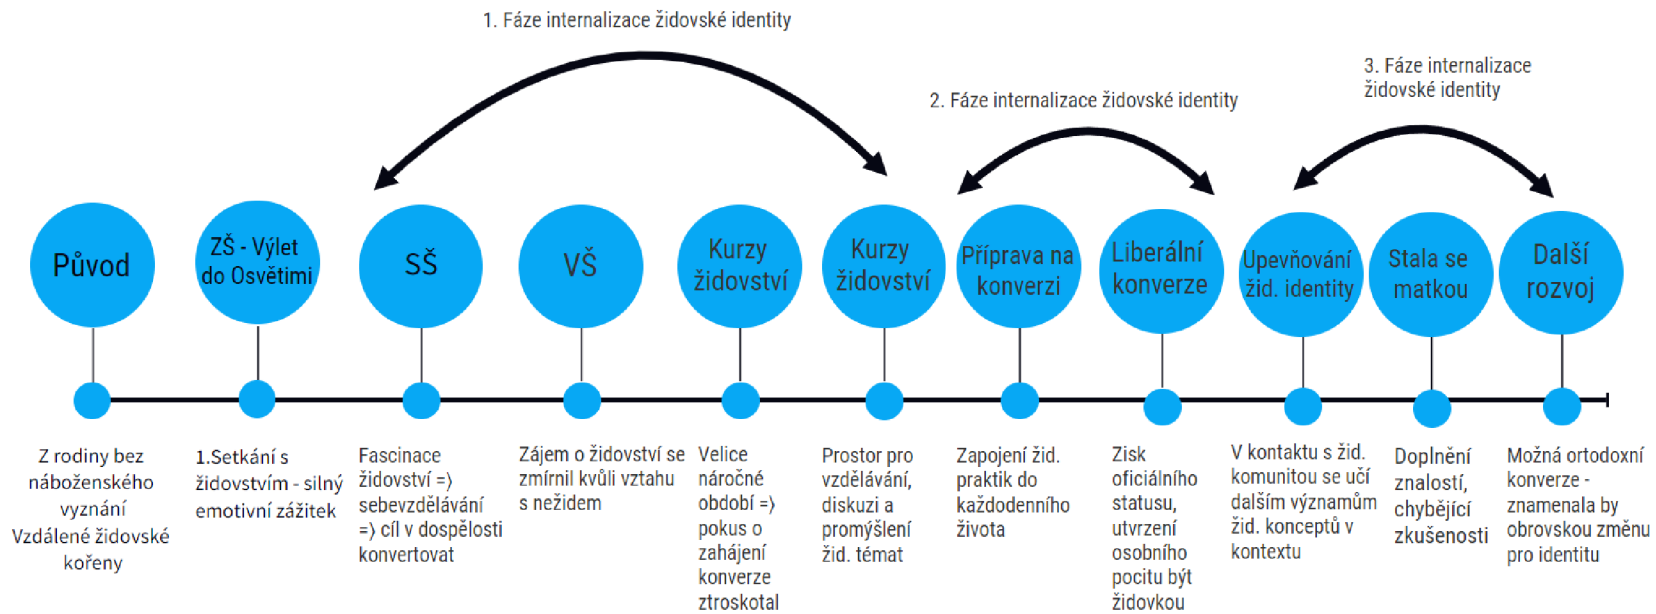 1. Fáze internalizace židovské identity
2. Fáze internalizace židovské identity
3. Fáze internalizace
židovské identity
Původ
ZŠ - Výlet
do Osvětimi
SŠ
VŠ
Kurzy
židovství
Kurzy
židovství
Příprava na
konverzi
Liberální
konverze
Upevňování
žid. identity
Stala se
matkou
Další
rozvoj
Z rodiny bez
náboženského
vyznání
Vzdálené židovské
kořeny
1.Setkání s
židovstvím - silný
emotivní zážitek
Fascinace
židovství =⟩
sebevzdělávání
=⟩ cíl v dospělosti
konvertovat
Zájem o židovství se
zmírnil kvůli vztahu
s nežidem
Velice
náročné
období =⟩
pokus o
zahájení
konverze
ztroskotal
Prostor pro
vzdělávání,
diskuzi a
promýšlení
žid. témat
Zapojení žid.
praktik do
každodenního
života
Zisk
oficiálního
statusu,
utvrzení
osobního
pocitu být
židovkou
V kontaktu s žid.
komunitou se učí
dalším významům
žid. konceptů v
kontextu
Doplnění
znalostí,
chybějící
zkušenosti
Možná ortodoxní
konverze -
znamenala by
obrovskou změnu
pro identitu